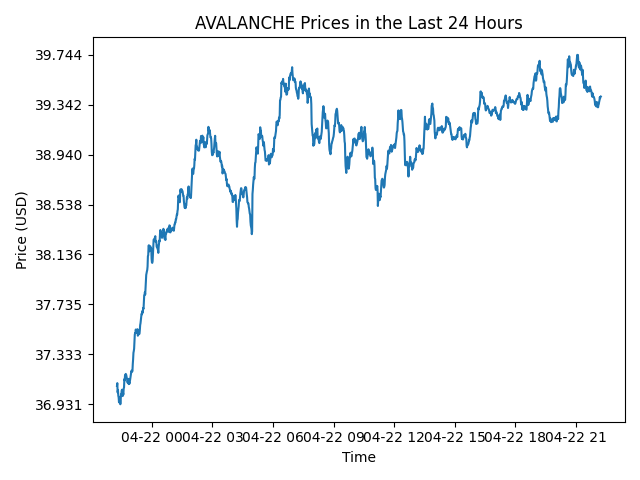 AVALANCHE Prices in the Last 24 Hours
Price (USD)
39.744
39.342
38.940
38.538
38.136
37.735
37.333
36.931
04-22 00 04-22 03 04-22 06 04-22 09 04-22 12 04-22 15 04-22 18 04-22 21
Time